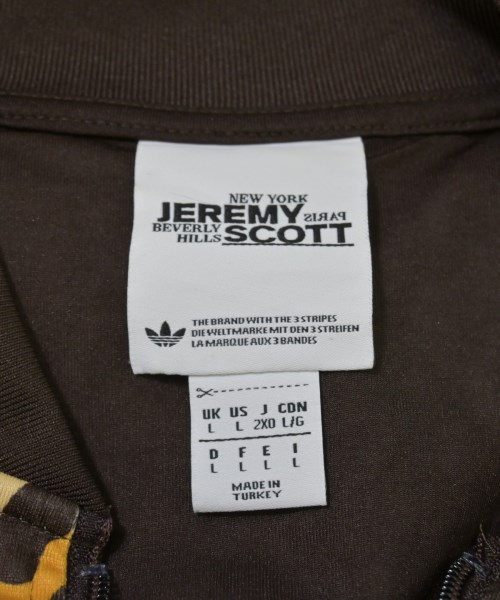 NEW YORK
JEREMY PARIS
BEVERLY HILLS SCOTT
THE BRAND WITH THE 3 STRIPES
DIE WELTMARKE MIT DEN 3 STREIFEN
LA MARQUE AUX 3 BANDES
UK US J CDN
L L 2XO L/G
D F E I
L L L L
MADE IN
TURKEY